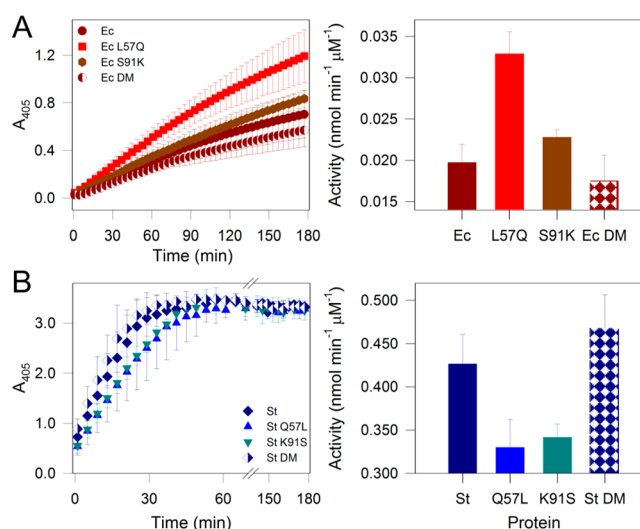 A
Ec
Ec L57Q
Ec S91K
Ec DM
A405
1.2
0.8
0.4
0.0
0 30 60 90 120 150 180
Time (min)
Activity (nmol min⁻¹ µM⁻¹)
0.035
0.030
0.025
0.020
0.015
Ec L57Q S91K Ec DM
B
A405
3.0
2.0
1.0
0.0
St
St Q57L
St K91S
St DM
0 30 60 150 180
Time (min)
Activity (nmol min⁻¹ µM⁻¹)
0.500
0.450
0.400
0.350
0.300
St Q57L K91S St DM
Protein